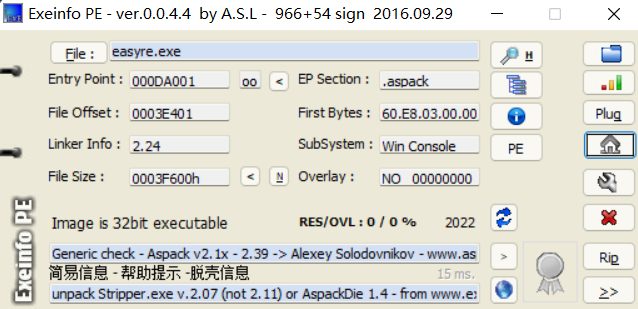 Exeinfo PE - ver.0.0.4.4 by A.S.L - 966+54 sign 2016.09.29
File : easyre.exe H
Entry Point : 000DA001 oo < EP Section : .aspack
File Offset : 0003E401 First Bytes : 60.E8.03.00.00 Plug
Linker Info : 2.24 SubSystem : Win Console PE
File Size : 0003F600h < N Overlay : NO 00000000
Image is 32bit executable RES/OVL : 0 / 0 % 2022
Generic check - Aspack v2.1x - 2.39 -> Alexey Solodovnikov - www.as > Rip
简易信息 - 帮助提示 -脱壳信息 15 ms.
unpack Stripper.exe v.2.07 (not 2.11) or AspackDie 1.4 - from www.ex >>
Exeinfo PE